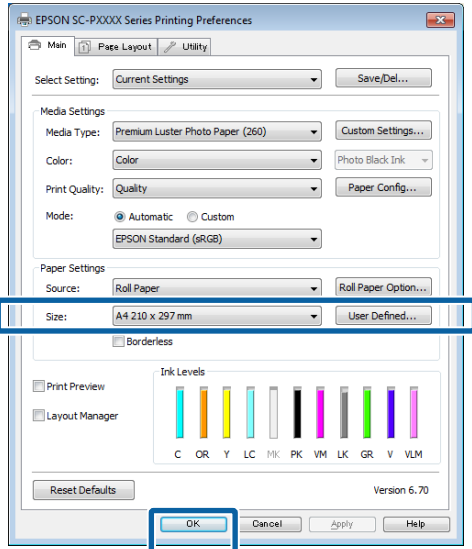 EPSON SC-PXXXX Series Printing Preferences
Main Page Layout Utility
Select Setting: Current Settings Save/Del...
Media Settings
Media Type: Premium Luster Photo Paper (260) Custom Settings...
Color: Color Photo Black Ink
Print Quality: Quality Paper Config...
Mode: Automatic Custom
EPSON Standard (sRGB)
Paper Settings
Source: Roll Paper Roll Paper Option...
Size: A4 210 x 297 mm User Defined...
Borderless
Ink Levels
Print Preview
Layout Manager
C OR Y LC MK PK VM LK GR V VLM
Reset Defaults Version 6.70
OK Cancel Apply Help